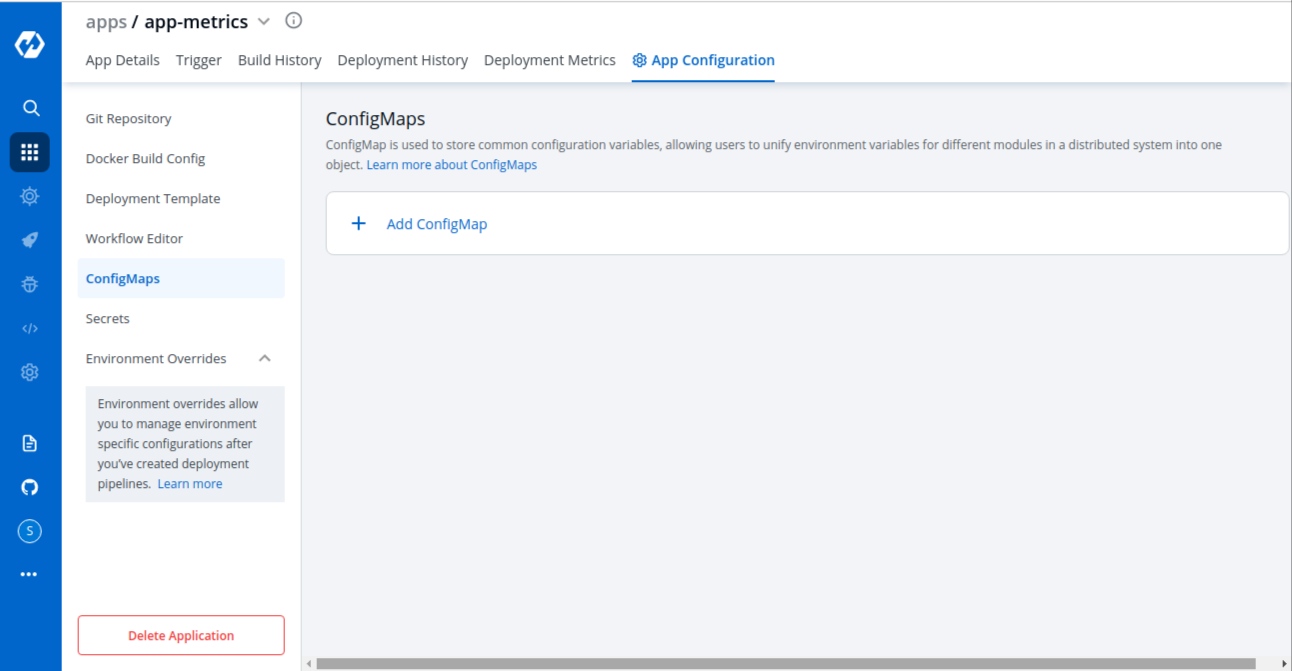 apps / app-metrics
App Details Trigger Build History Deployment History Deployment Metrics App Configuration
Git Repository
Docker Build Config
Deployment Template
Workflow Editor
ConfigMaps
Secrets
Environment Overrides
Environment overrides allow
you to manage environment
specific configurations after
you've created deployment
pipelines. Learn more
S
Delete Application
ConfigMaps
ConfigMap is used to store common configuration variables, allowing users to unify environment variables for different modules in a distributed system into one
object. Learn more about ConfigMaps
+ Add ConfigMap